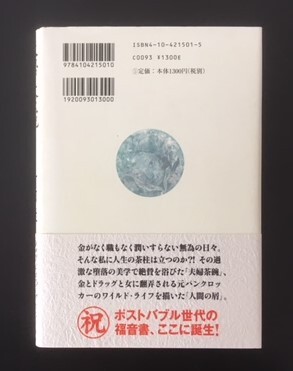 ISBN4-10-421501-5
C0093 ¥1300E
9784104215010
ⓒ定価:本体1300円(税別)
1920093013000
金がなく職もなく潤いすらない無為の日々。
そんな私に人生の茶柱は立つのか?! その過
激な堕落の美学で絶賛を浴びた「夫婦茶碗」、
金とドラッグと女に翻弄される元パンクロッ
カーのワイルド・ライフを描いた「人間の屑」。
祝 ポストバブル世代の
福音書、ここに誕生!